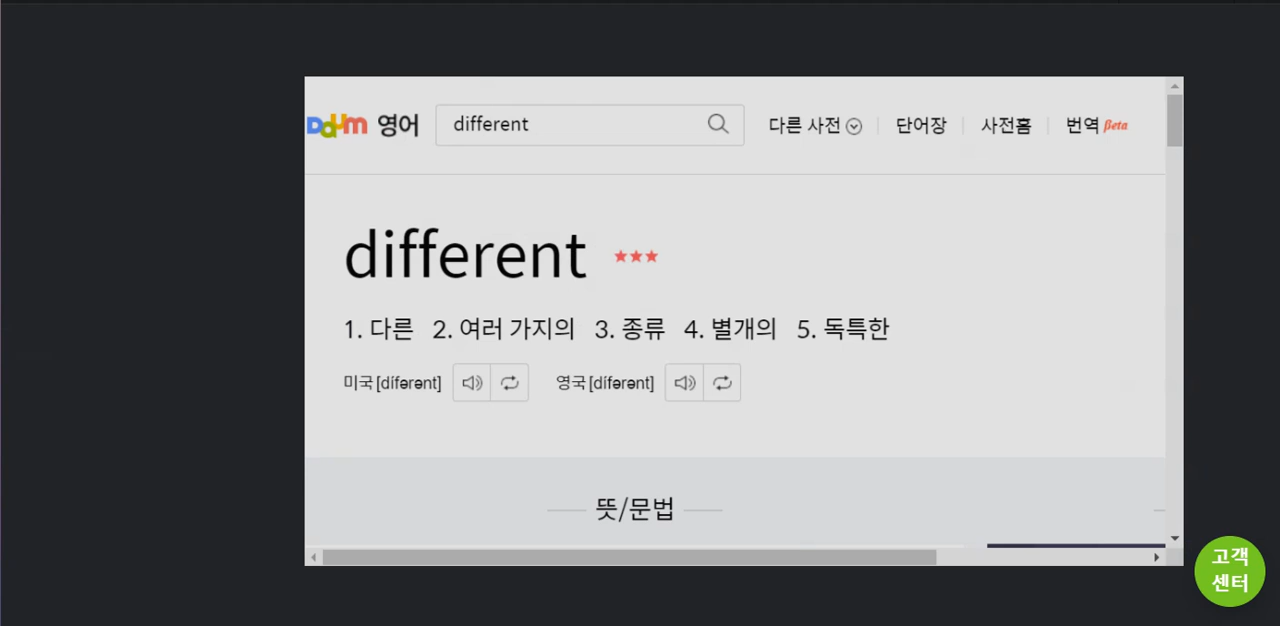 Daum 영어 different 다른 사전 단어장 사전홈 번역 Beta
different ★★★
1. 다른 2. 여러 가지의 3. 종류 4. 별개의 5. 독특한
미국 [dífərənt] 영국 [dífərənt]
뜻/문법
고객
센터